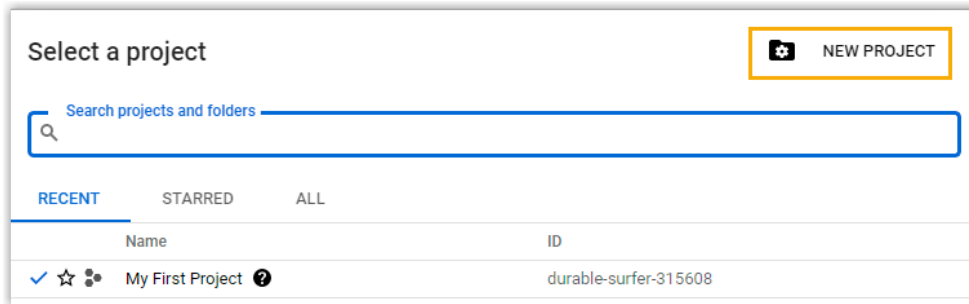 Select a project
NEW PROJECT
Search projects and folders
RECENT STARRED ALL
Name ID
My First Project durable-surfer-315608